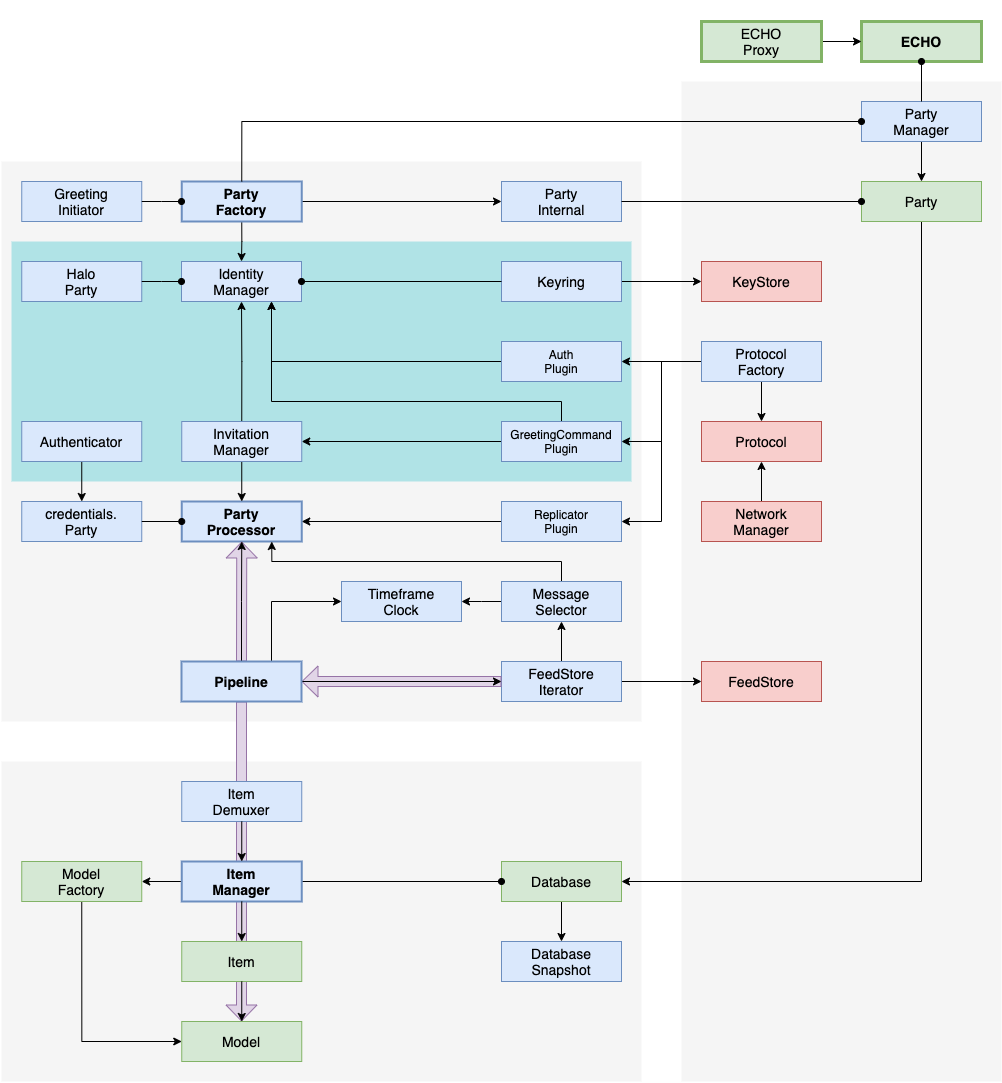 ECHO
Proxy
ECHO
Party
Manager
Greeting
Initiator
Party
Factory
Party
Internal
Party
Halo
Party
Identity
Manager
Keyring
KeyStore
Auth
Plugin
Protocol
Factory
Authenticator
Invitation
Manager
GreetingCommand
Plugin
Protocol
credentials.
Party
Party
Processor
Replicator
Plugin
Network
Manager
Timeframe
Clock
Message
Selector
Pipeline
FeedStore
Iterator
FeedStore
Item
Demuxer
Model
Factory
Item
Manager
Database
Item
Database
Snapshot
Model